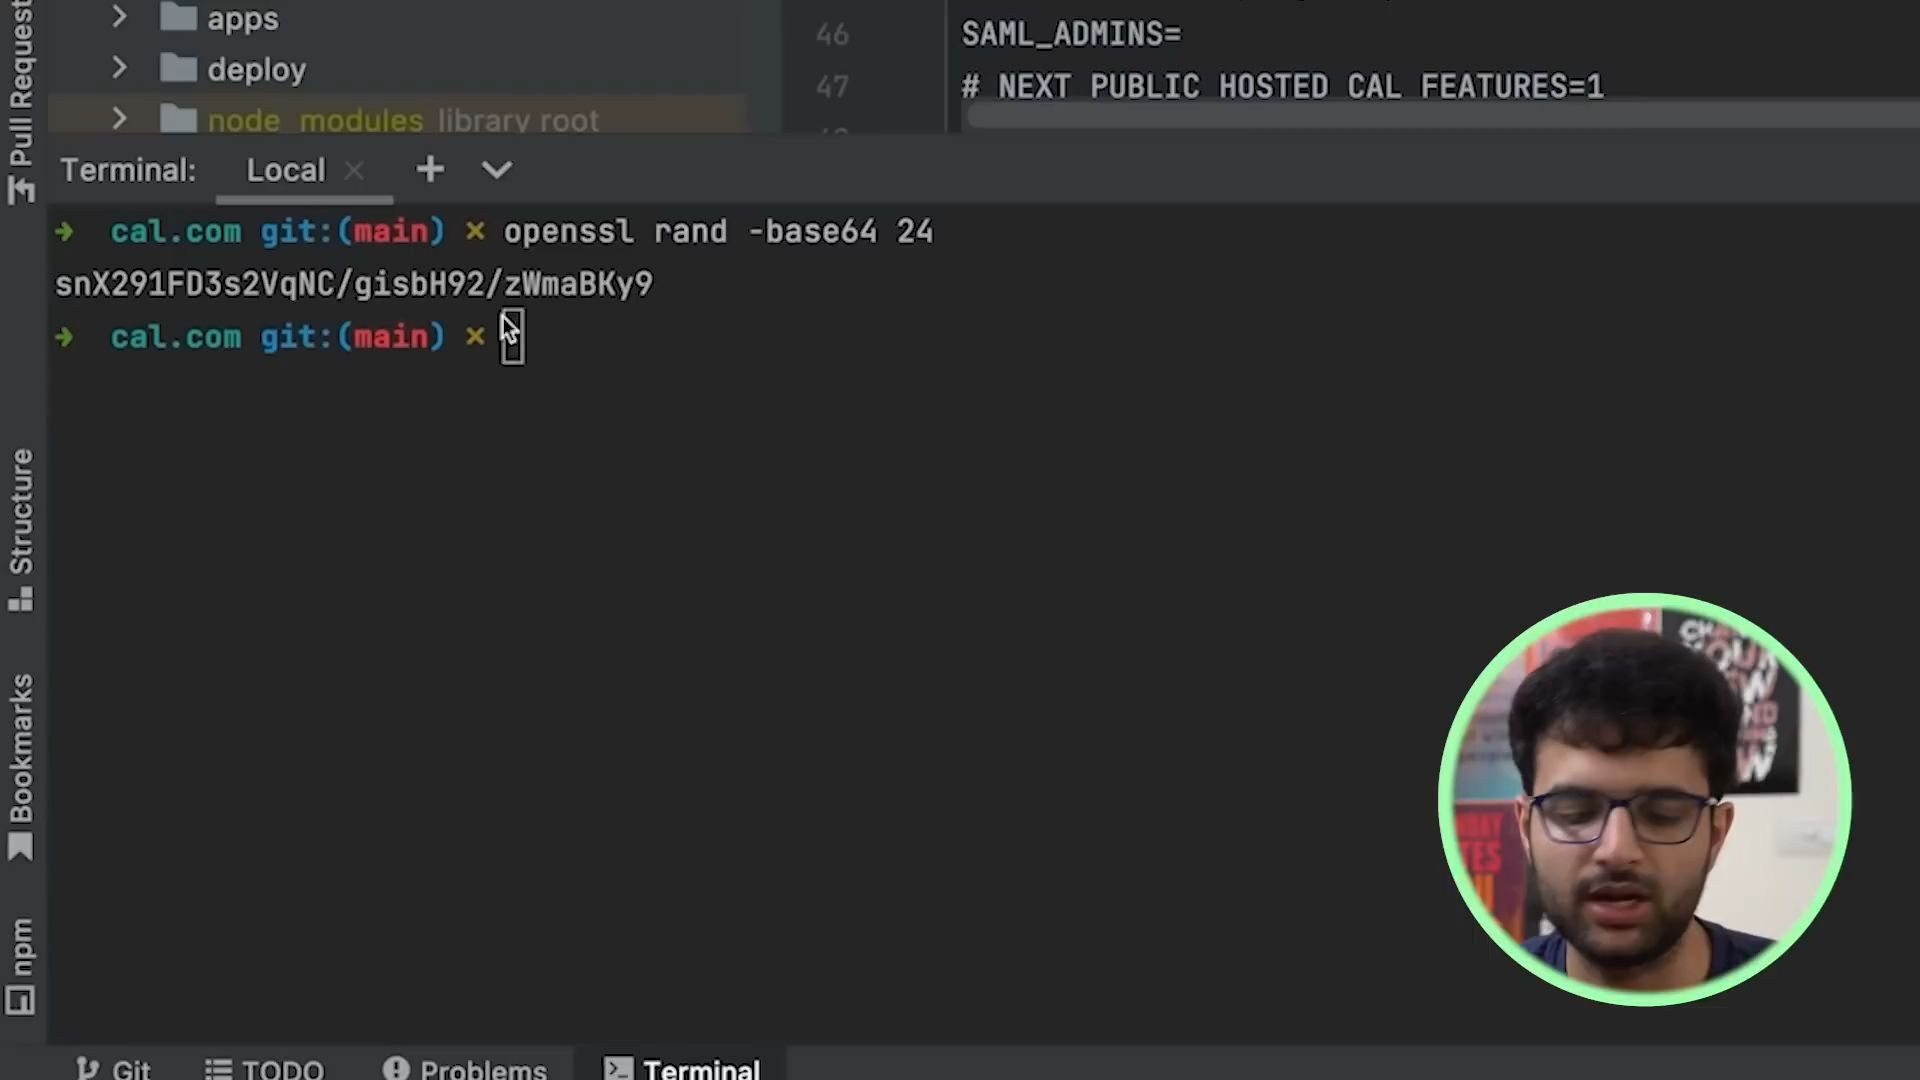 apps
deploy
node_modules library root
46 SAML_ADMINS=
47 # NEXT_PUBLIC_HOSTED_CAL_FEATURES=1
Pull Request
Terminal: Local
→ cal.com git:(main) × openssl rand -base64 24
snX291FD3s2VqNC/gisbH92/zWmaBKy9
→ cal.com git:(main) ×
Structure
Bookmarks
npm
Git TODO Problems Terminal